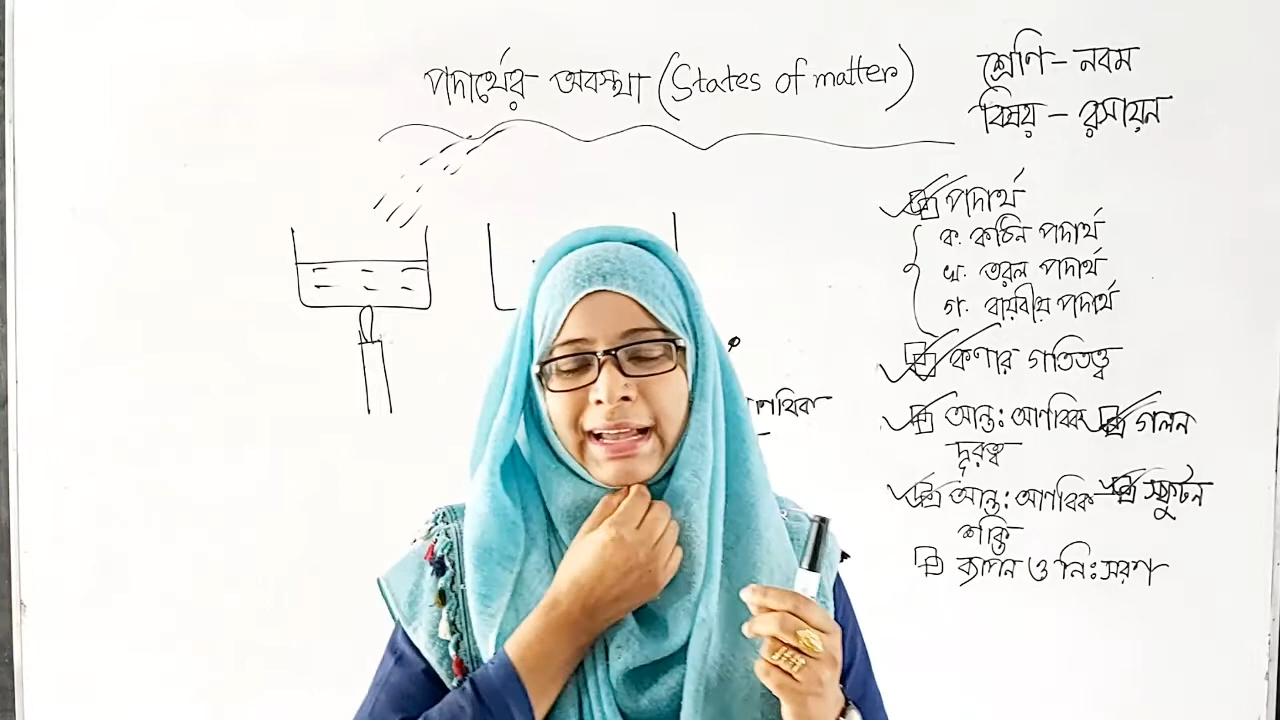 পদার্থের অবস্থা (States of matter)
শ্রেণি - নবম
বিষয় - রসায়ন
পদার্থ
ক. কঠিন পদার্থ
খ. তরল পদার্থ
গ. বায়বীয় পদার্থ
কণার গতিতত্ত্ব
আন্ত: আণবিক
দূরত্ব
গলন
আন্ত: আণবিক
শক্তি
স্ফুটন
ব্যাপন ও নিঃসরণ